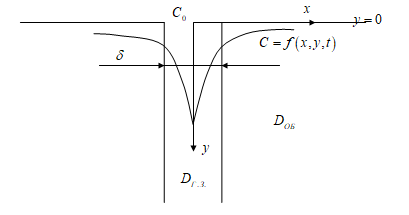 C₀
x
y=0
C = f(x,y,t)
δ
D_ОБ
y
D_Г.З.